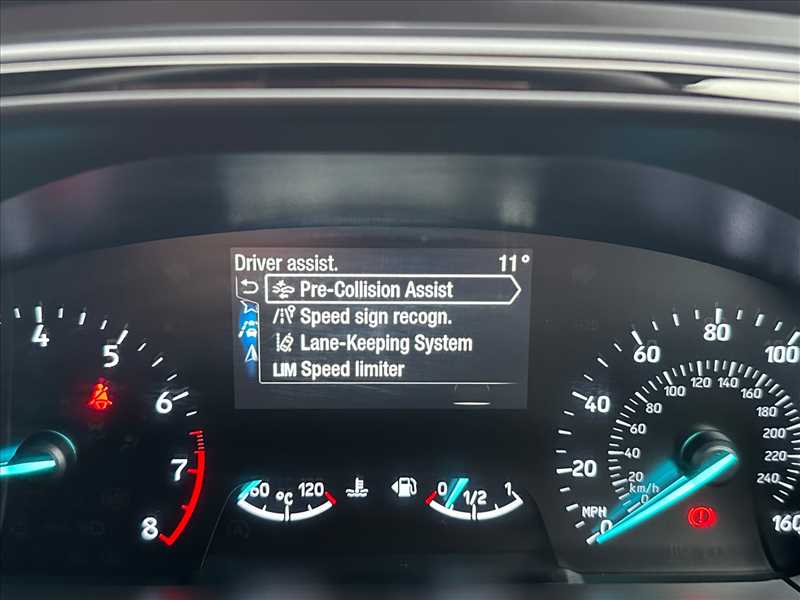 Driver assist. 11°
Pre-Collision Assist
Speed sign recogn.
Lane-Keeping System
LIM Speed limiter
4
5
6
7
8
60 °C 120
0 1/2 1
0
20
40
60
80
100
160
MPH
20
40
60
80
100
120
140
160
180
200
220
240
km/h
0